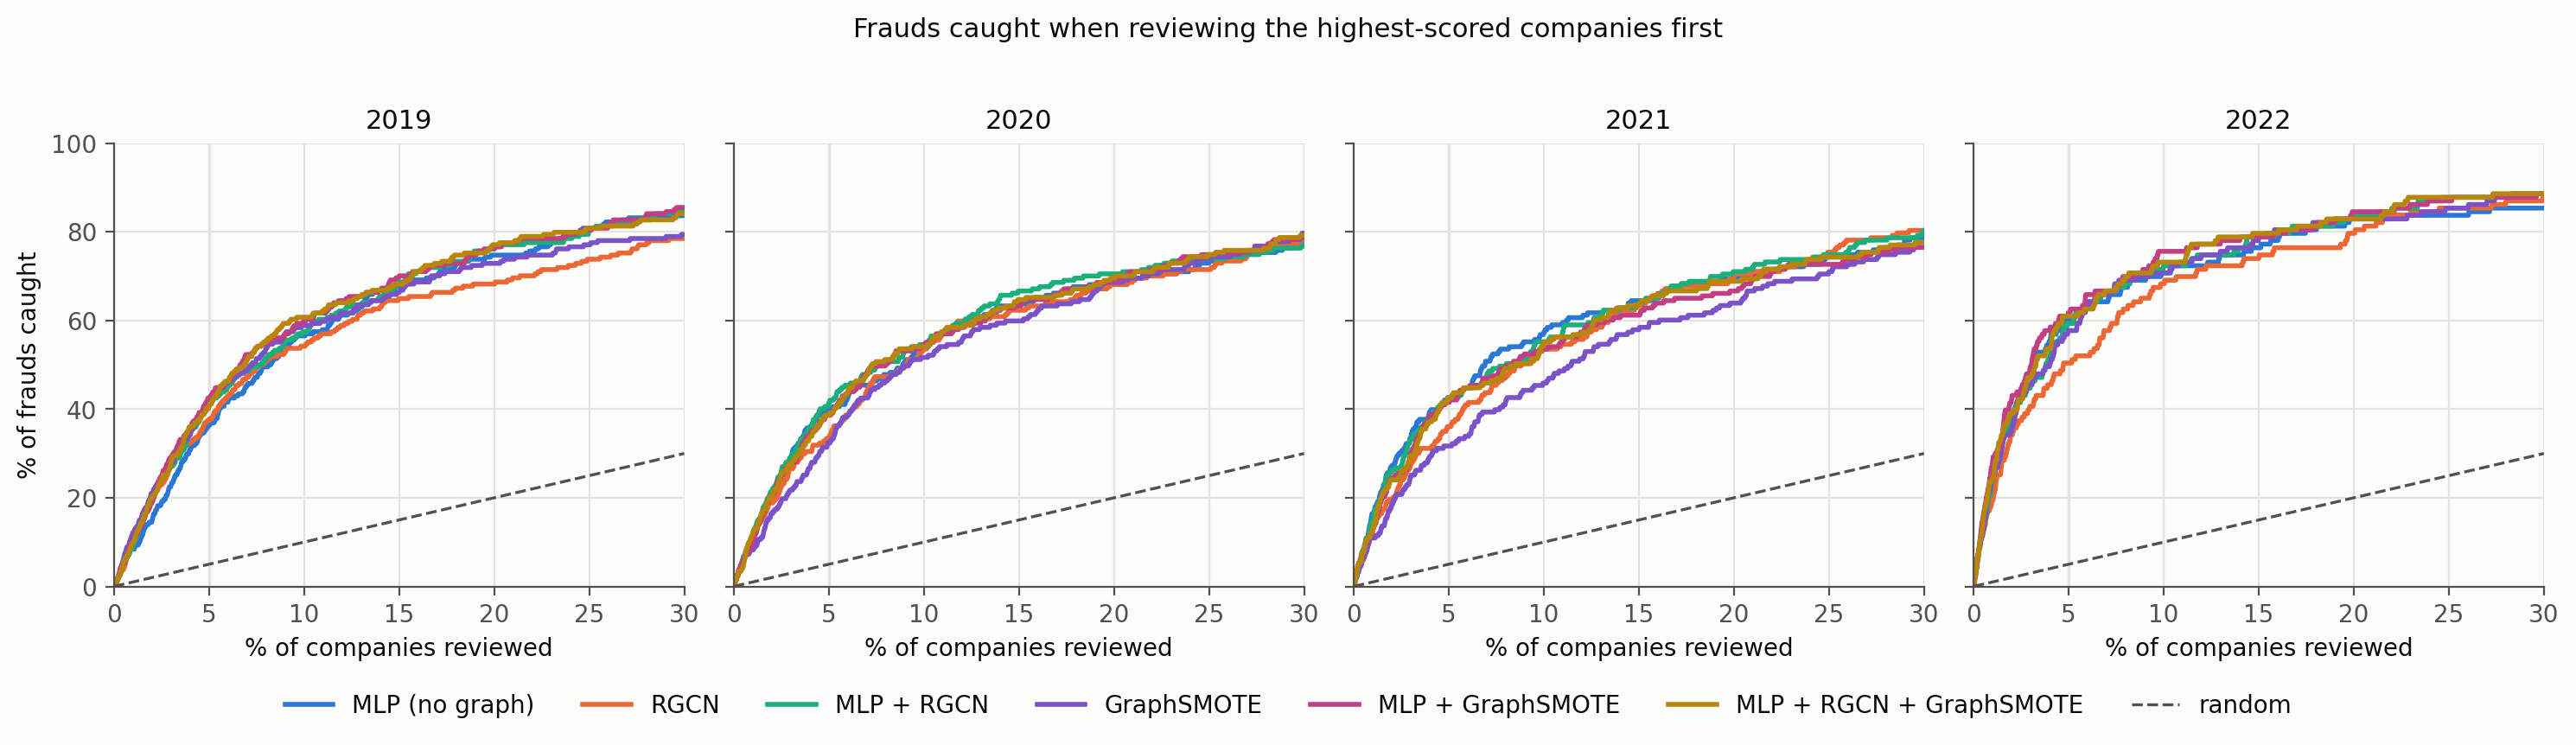 Frauds caught when reviewing the highest-scored companies first
2019 2020 2021 2022
% of frauds caught
100
80
60
40
20
0
0 5 10 15 20 25 30 0 5 10 15 20 25 30 0 5 10 15 20 25 30 0 5 10 15 20 25 30
% of companies reviewed % of companies reviewed % of companies reviewed % of companies reviewed
MLP (no graph) RGCN MLP + RGCN GraphSMOTE MLP + GraphSMOTE MLP + RGCN + GraphSMOTE random